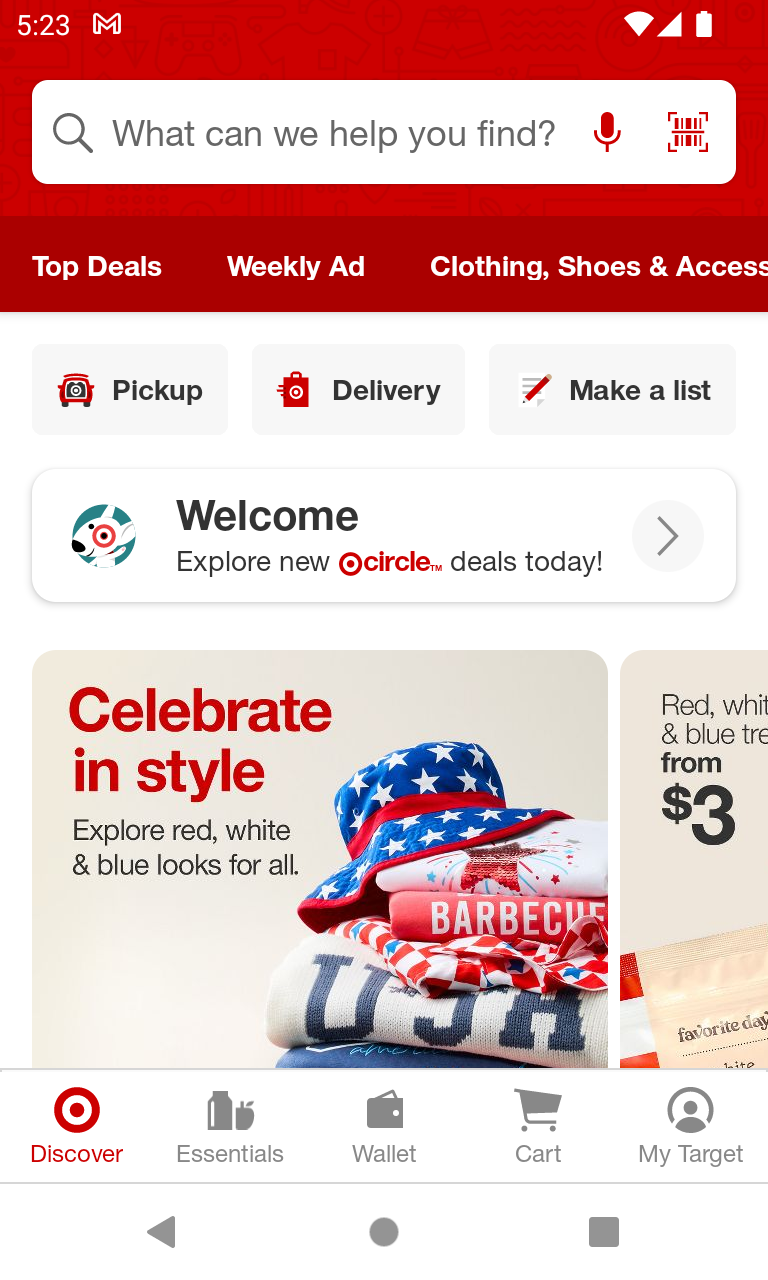 5:23
What can we help you find?
Top Deals
Weekly Ad
Clothing, Shoes & Access
Pickup
Delivery
Make a list
Welcome
Explore new circle™ deals today!
Celebrate
in style
Explore red, white
& blue looks for all.
BARBECUE
USA
Red, whit
& blue tre
from
$3
favorite day
bite
Discover
Essentials
Wallet
Cart
My Target